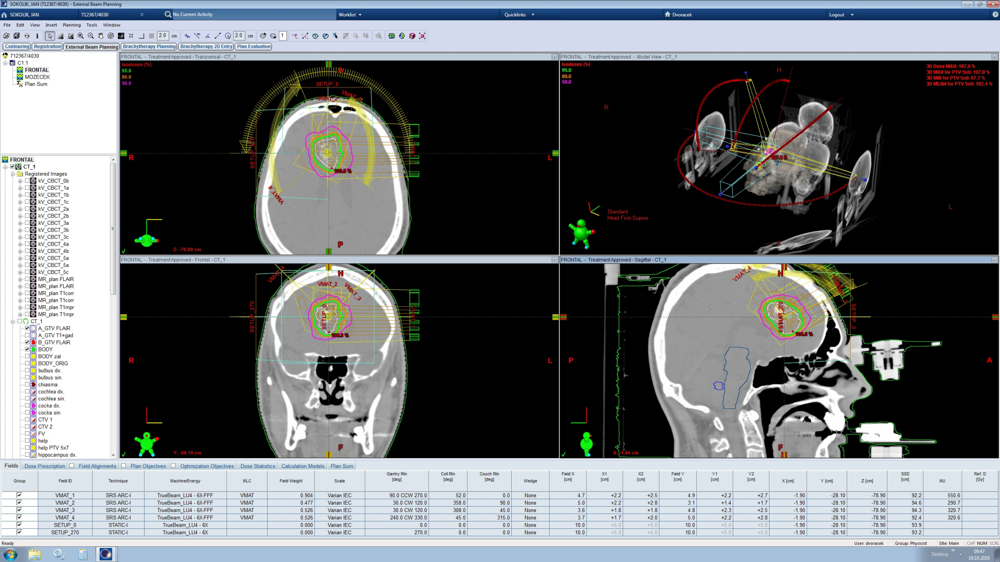 SOKOLIK, JAN (712367/4030) - External Beam Planning
SOKOLIK, JAN 712367/4030 X No Current Activity Worklist Quicklinks Dvoracek Logout ?
File Edit View Insert Planning Tools Window
2.0 cm 2.0 cm 1
Contouring Registration External Beam Planning Brachytherapy Planning Brachytherapy 2D Entry Plan Evaluation
712367/4030
C1.1
FRONTAL
MOZECEK
Plan Sum
FRONTAL
CT_1
Registered Images
kV_CBCT_0b
kV_CBCT_1a
kV_CBCT_1b
kV_CBCT_1c
kV_CBCT_2a
kV_CBCT_2b
kV_CBCT_3a
kV_CBCT_3b
kV_CBCT_3c
kV_CBCT_4a
kV_CBCT_4b
kV_CBCT_5a
kV_CBCT_5a
kV_CBCT_5c
MR_plan FLAIR
MR_plan FLAIR
MR_plan T1corr
MR_plan T1corr
MR_plan T1mpr
MR_plan T1mpr
CT_1
A_GTV FLAIR
A_GTV T1+gad
B_GTV FLAIR
BODY
BODY zal
BODY_ORIG
bulbus dx.
bulbus sin.
chiasma
cochlea dx.
cochlea sin.
cocka dx.
cocka sin.
CTV 1
CTV 2
FV
help
help PTV 5x7
hippocampus dx.
FRONTAL - Treatment Approved - Transversal - CT_1
Isodoses (%)
95.0
80.0
50.0
A
SETUP_0
VMAT_2
VMAT_3
SETUP_270
R
L
105.5 %
VMAT_4
P
Z: -78.90 cm
FRONTAL - Treatment Approved - Model View - CT_1
Isodoses (%)
95.0
80.0
50.0
3D Dose MAX: 107.0 %
3D MAX for PTV 5x6: 107.0 %
3D MIN for PTV 5x6: 87.7 %
3D MEAN for PTV 5x6: 102.4 %
H
R
107.0 %
L
Standard
Head First-Supine
F
FRONTAL - Treatment Approved - Frontal - CT_1
VMAT_4
H
VMAT_2
VMAT_3
SETUP_270
SETUP_0
106.3 %
R
L
F
Y: -28.10 cm
FRONTAL - Treatment Approved - Sagittal - CT_1
VMAT_4
H
SETUP_0
P
A
F
X: -1.84 cm
Fields Dose Prescription Field Alignments Plan Objectives Optimization Objectives Dose Statistics Calculation Models Plan Sum
Group Field ID Technique Machine/Energy MLC Field Weight Scale Gantry Rtn [deg] Coll Rtn [deg] Couch Rtn [deg] Wedge Field X [cm] X1 [cm] X2 [cm] Field Y [cm] Y1 [cm] Y2 [cm] X [cm] Y [cm] Z [cm] SSD [cm] MU Ref. D [Gy]
VMAT_1 SRS ARC-I TrueBeam_LU4 - 6X-FFF VMAT 0.904 Varian IEC 90.0 CCW 270.0 52.0 0.0 None 4.7 +2.2 +2.5 4.9 +2.2 +2.7 -1.90 -28.10 -78.90 92.2 550.6
VMAT_2 SRS ARC-I TrueBeam_LU4 - 6X-FFF VMAT 0.477 Varian IEC 30.0 CW 120.0 358.0 90.0 None 5.0 +2.2 +2.8 3.1 +1.4 +1.7 -1.90 -28.10 -78.90 94.6 290.7
VMAT_3 SRS ARC-I TrueBeam_LU4 - 6X-FFF VMAT 0.526 Varian IEC 30.0 CW 120.0 308.0 45.0 None 3.6 +1.8 +1.8 4.8 +2.3 +2.5 -1.90 -28.10 -78.90 94.3 320.7
VMAT_4 SRS ARC-I TrueBeam_LU4 - 6X-FFF VMAT 0.526 Varian IEC 240.0 CW 330.0 45.0 315.0 None 3.7 +1.7 +2.0 5.0 +2.2 +2.8 -1.90 -28.10 -78.90 92.4 320.6
SETUP_0 STATIC-I TrueBeam_LU4 - 6X 0.000 Varian IEC 0.0 0.0 0.0 None 10.0 +5.0 +5.0 10.0 +5.0 +5.0 -1.90 -28.10 -78.90 93.9
SETUP_270 STATIC-I TrueBeam_LU4 - 6X 0.000 Varian IEC 270.0 0.0 0.0 None 10.0 +5.0 +5.0 10.0 +5.0 +5.0 -1.90 -28.10 -78.90 93.2
Ready User: dvoracek Group: Physicist Site: Main CAP NUM SCRL
Desktop 09:47
19.10.2016